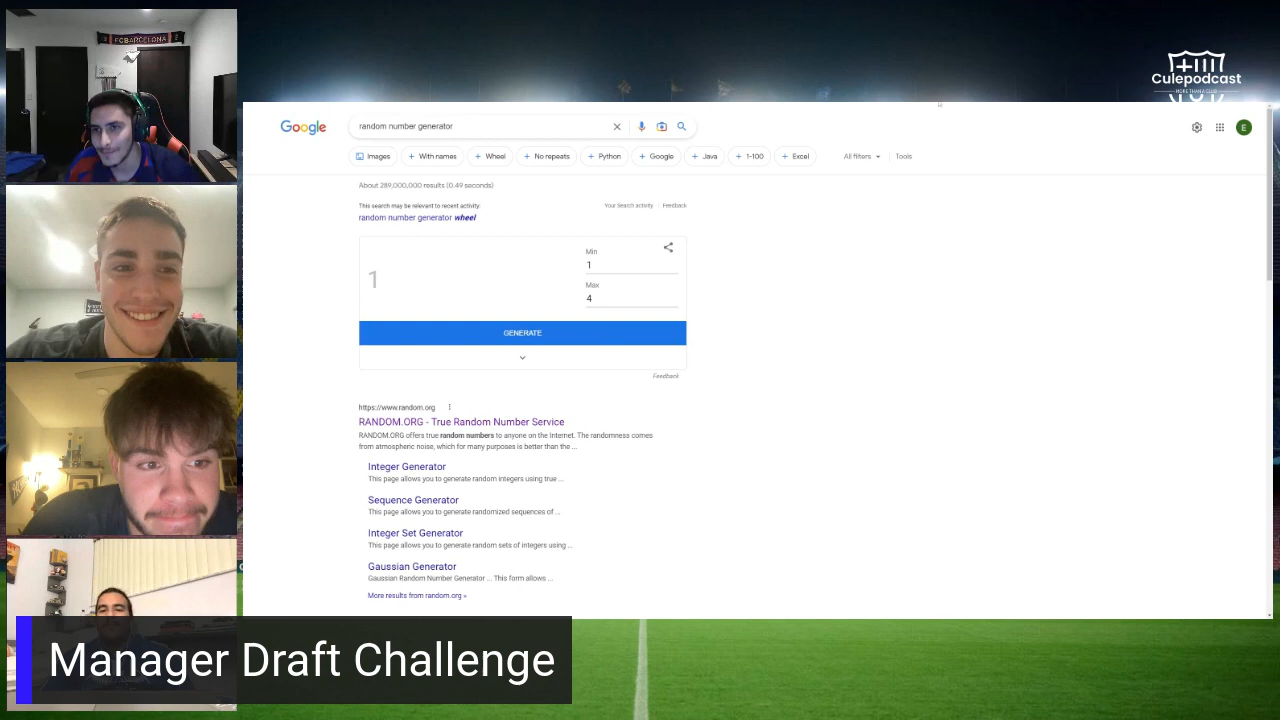 FCBARCELONA
Culepodcast
MORE THAN A CLUB
Google
random number generator
E
Images
With names
Wheel
No repeats
Python
Google
Java
1-100
Excel
All filters
Tools
About 289,000,000 results (0.49 seconds)
This search may be relevant to recent activity:
Your Search activity
Feedback
random number generator wheel
1
Min
1
Max
4
GENERATE
Feedback
https://www.random.org
RANDOM.ORG - True Random Number Service
RANDOM.ORG offers true random numbers to anyone on the Internet. The randomness comes
from atmospheric noise, which for many purposes is better than the ...
Integer Generator
This page allows you to generate random integers using true ...
Sequence Generator
This page allows you to generate randomized sequences of ...
Integer Set Generator
This page allows you to generate random sets of integers using ...
Gaussian Generator
Gaussian Random Number Generator ... This form allows ...
More results from random.org »
Manager Draft Challenge